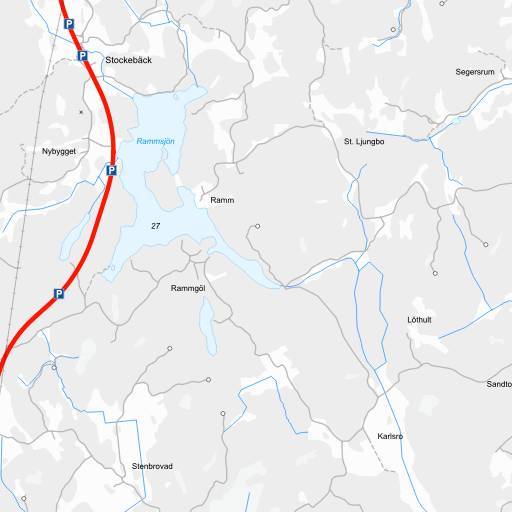 P
P
Stockebäck
Segersrum
Rammsjön
St. Ljungbo
Nybygget
P
Ramm
27
Rammgöl
P
Löthult
Sandto
Karlsro
Stenbrovad